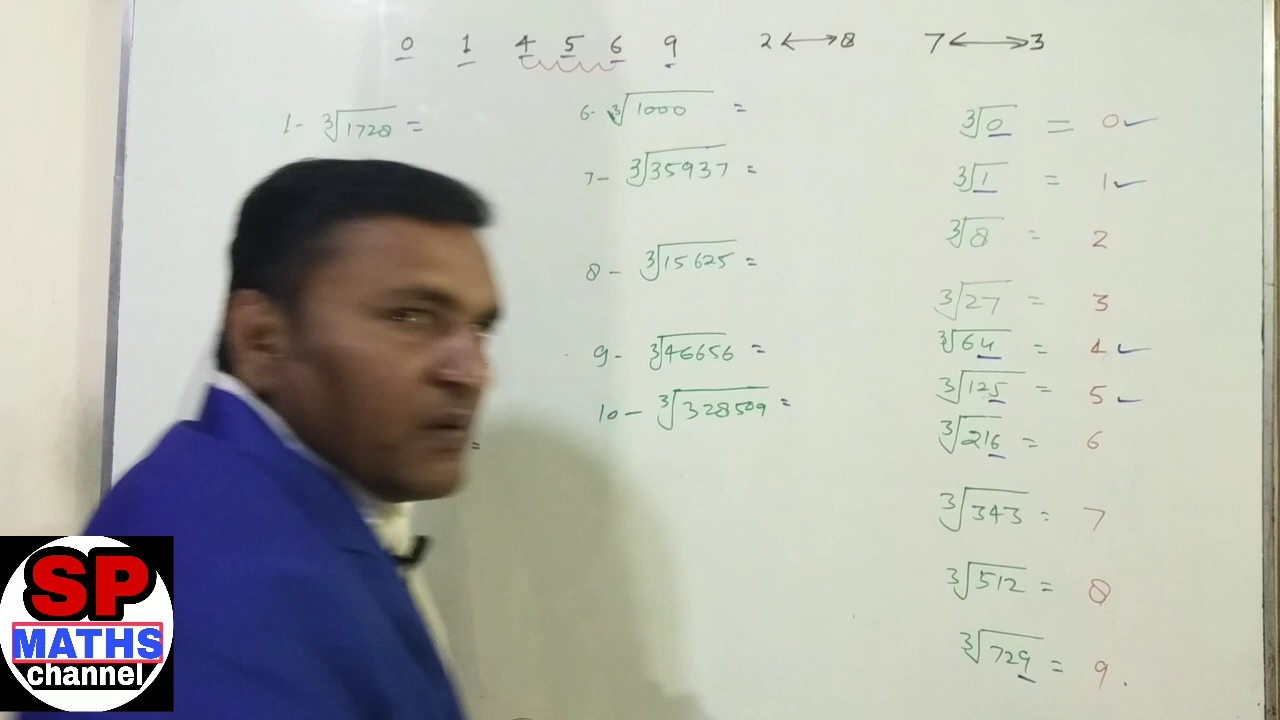 0 1 4 5 6 9 2 ⟷ 8 7 ⟷ 3
1- ∛1728 =
=
6- ∛1000 =
7- ∛35937 =
8- ∛15625 =
9- ∛46656 =
10- ∛328509 =
∛0 = 0 ✓
∛1 = 1 ✓
∛8 = 2
∛27 = 3
∛64 = 4 ✓
∛125 = 5 ✓
∛216 = 6
∛343 = 7
∛512 = 8
∛729 = 9.
SP
MATHS
channel